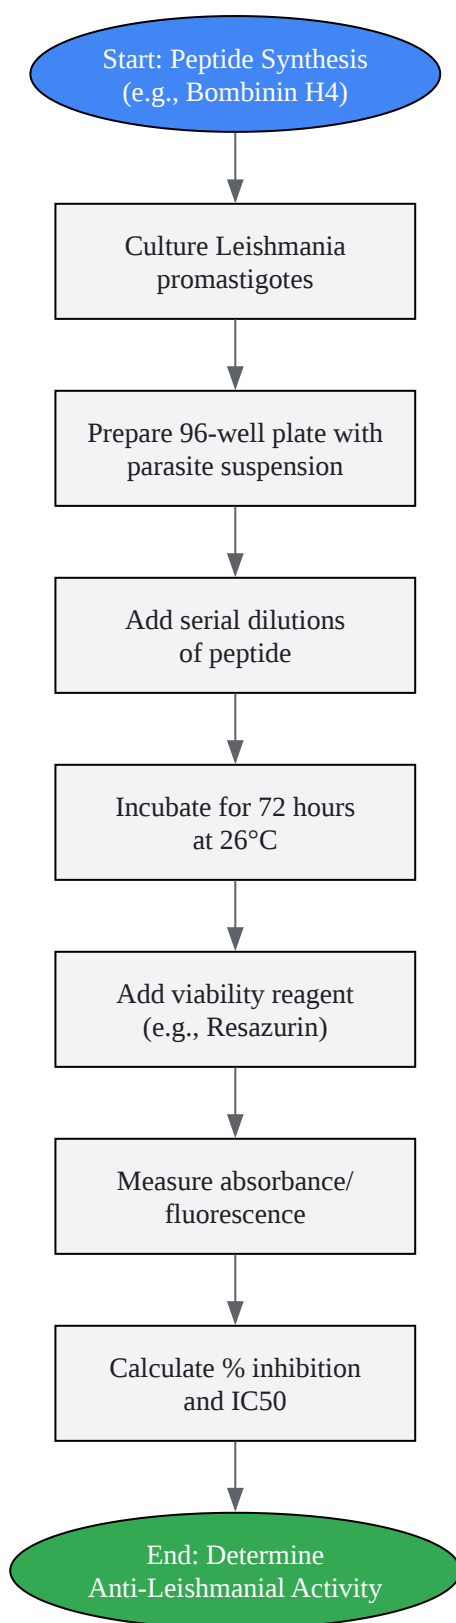 Start: Peptide Synthesis
(e.g., Bombinin H4)
Culture Leishmania
promastigotes
Prepare 96-well plate with
parasite suspension
Add serial dilutions
of peptide
Incubate for 72 hours
at 26°C
Add viability reagent
(e.g., Resazurin)
Measure absorbance/
fluorescence
Calculate % inhibition
and IC50
End: Determine
Anti-Leishmanial Activity